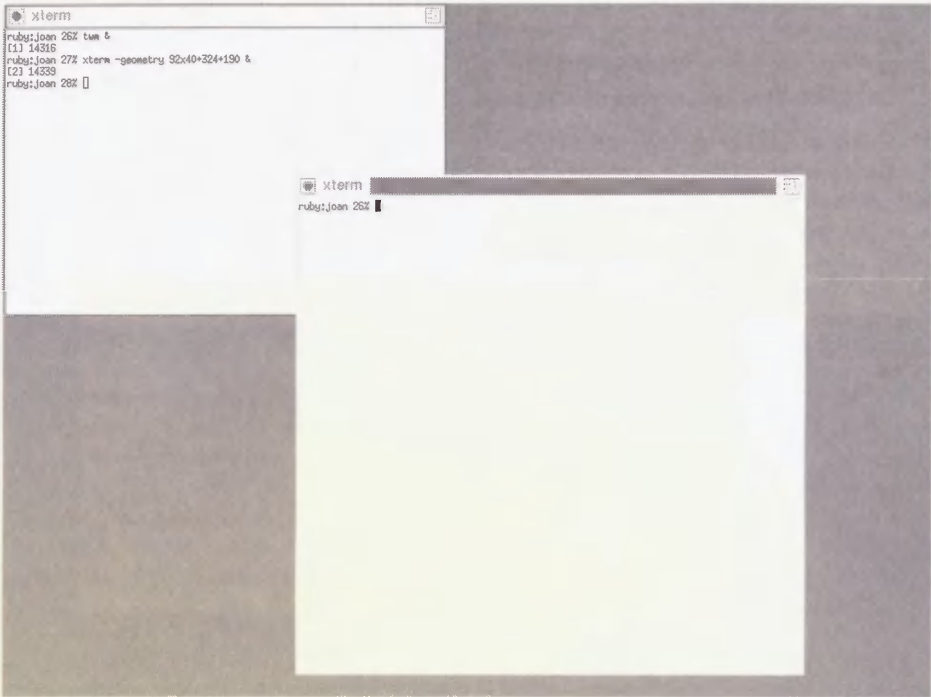 xterm
ruby:joan 26% twm &
[1] 14316
ruby:joan 27% xterm -geometry 92x40+324+190 &
[2] 14339
ruby:joan 28%
xterm
ruby:joan 26%